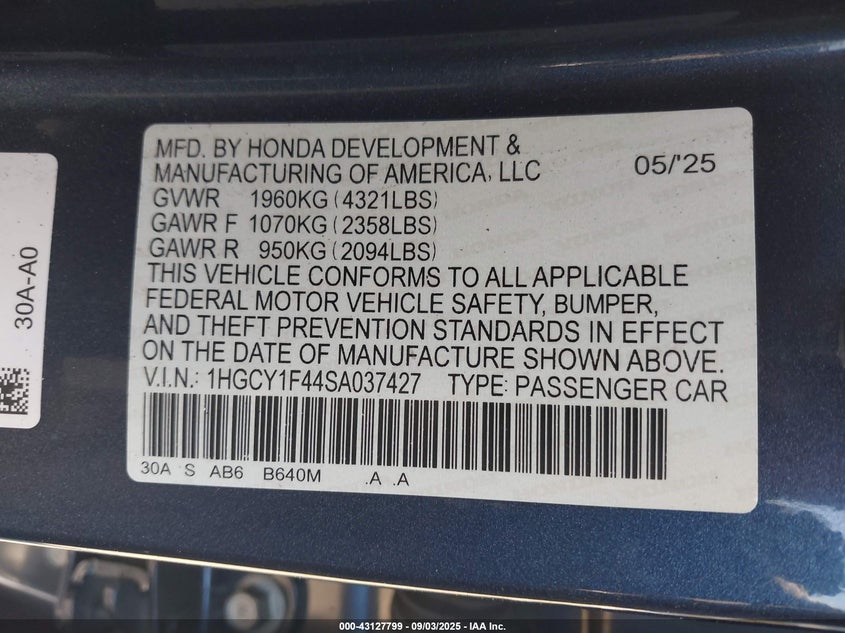 MFD. BY HONDA DEVELOPMENT &
MANUFACTURING OF AMERICA, LLC 05/'25
GVWR 1960KG (4321LBS)
GAWR F 1070KG (2358LBS)
GAWR R 950KG (2094LBS)
THIS VEHICLE CONFORMS TO ALL APPLICABLE
FEDERAL MOTOR VEHICLE SAFETY, BUMPER,
AND THEFT PREVENTION STANDARDS IN EFFECT
ON THE DATE OF MANUFACTURE SHOWN ABOVE.
V.I.N.: 1HGCY1F44SA037427 TYPE: PASSENGER CAR
30A S AB6 B640M .A .A
30A-A0
000-43127799 - 09/03/2025 - IAA Inc.